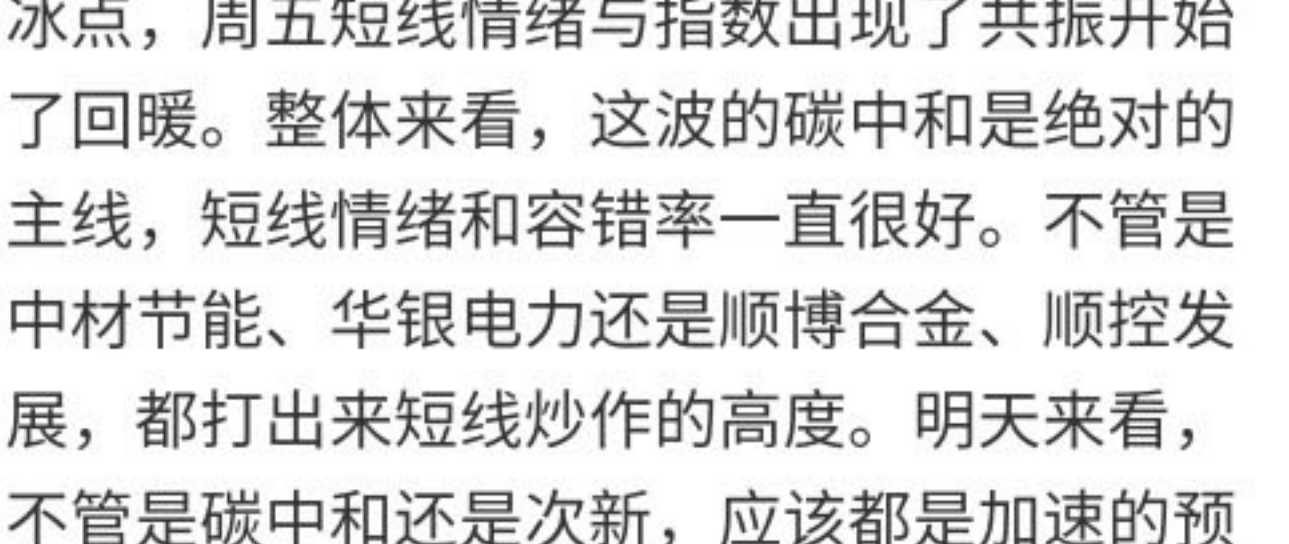 冰点，周五短线情绪与指数出现了共振开始
了回暖。整体来看，这波的碳中和是绝对的
主线，短线情绪和容错率一直很好。不管是
中材节能、华银电力还是顺博合金、顺控发
展，都打出来短线炒作的高度。明天来看，
不管是碳中和还是次新，应该都是加速的预